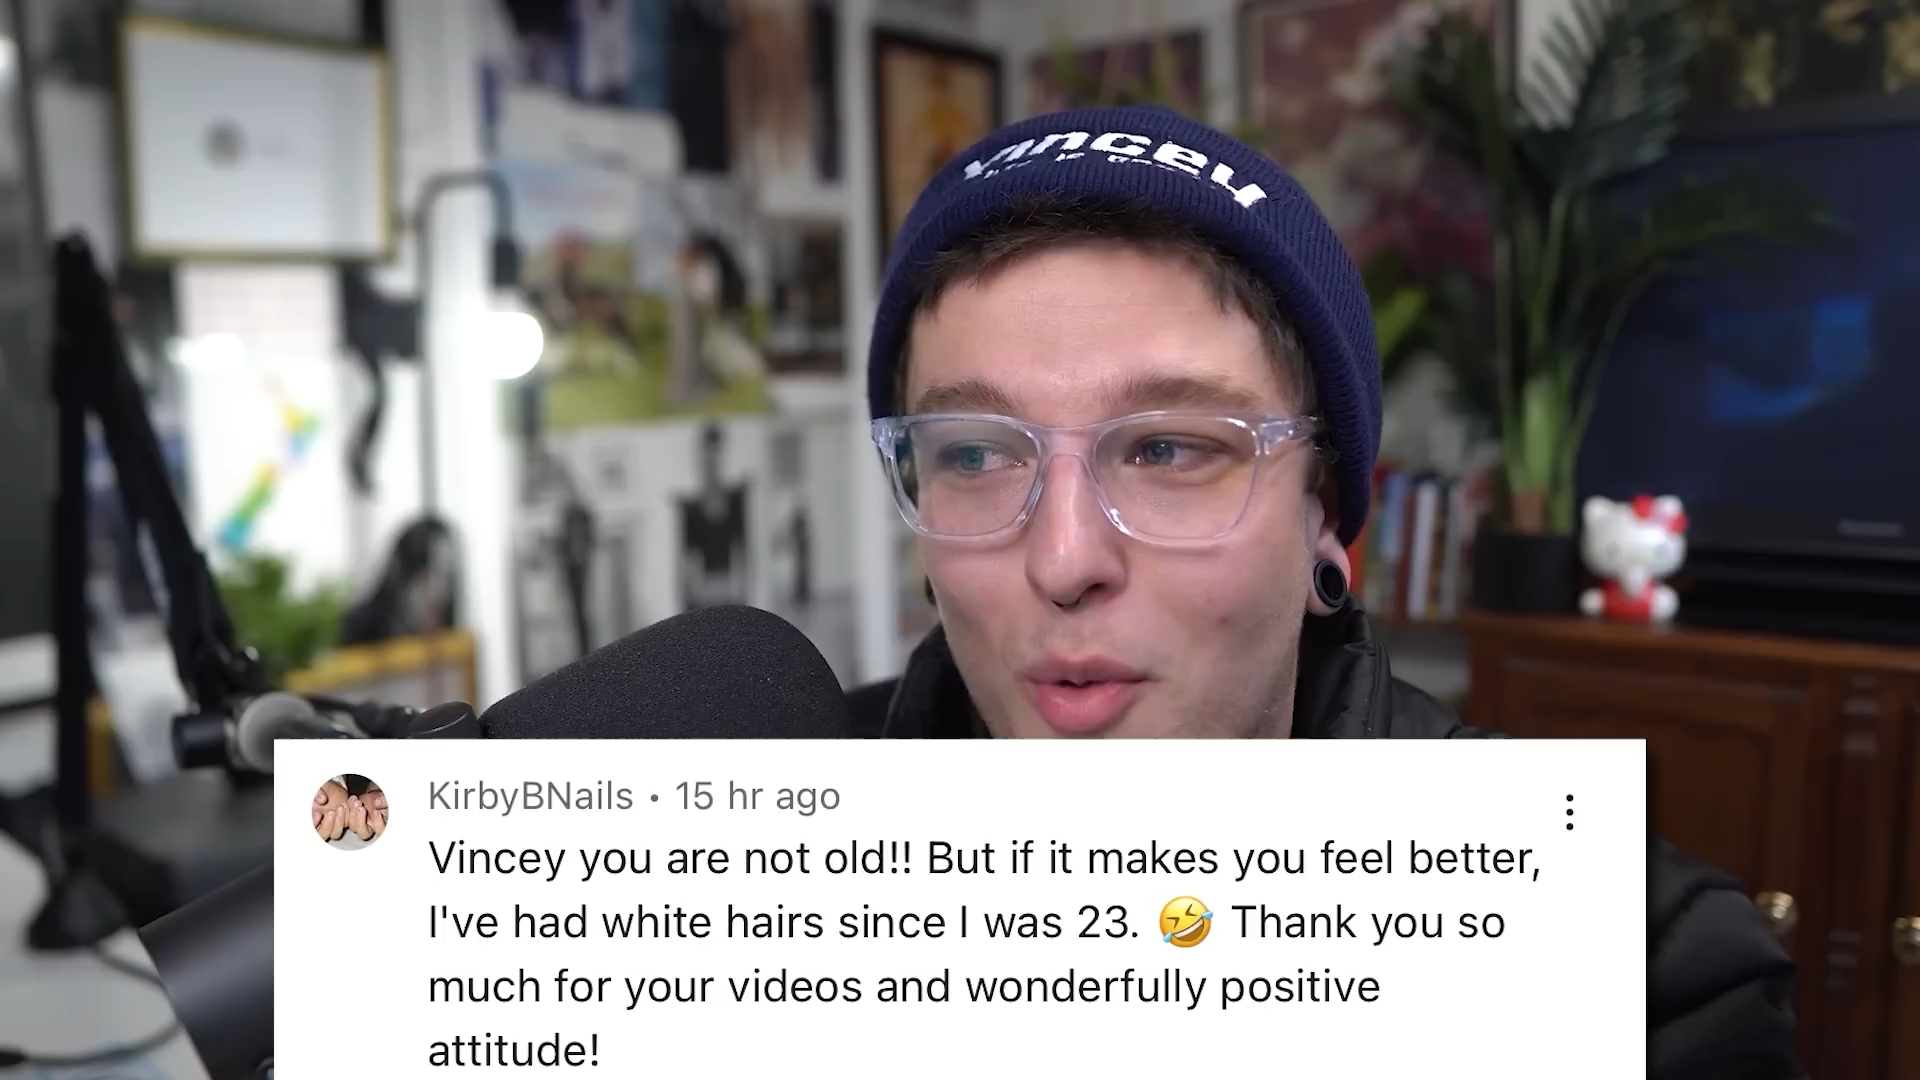 vincey
KirbyBNails • 15 hr ago
Vincey you are not old!! But if it makes you feel better,
I've had white hairs since I was 23. 🤣 Thank you so
much for your videos and wonderfully positive
attitude!